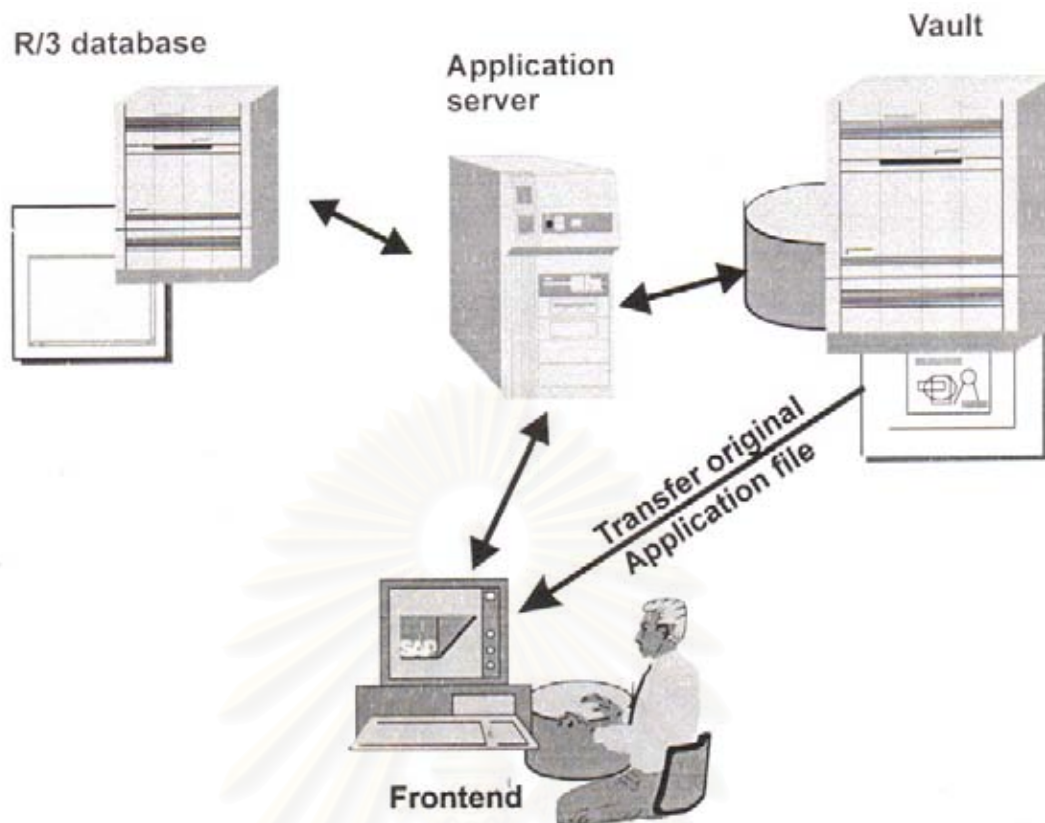 R/3 database
Application
server
Vault
Transfer original
Application file
SAP
Frontend